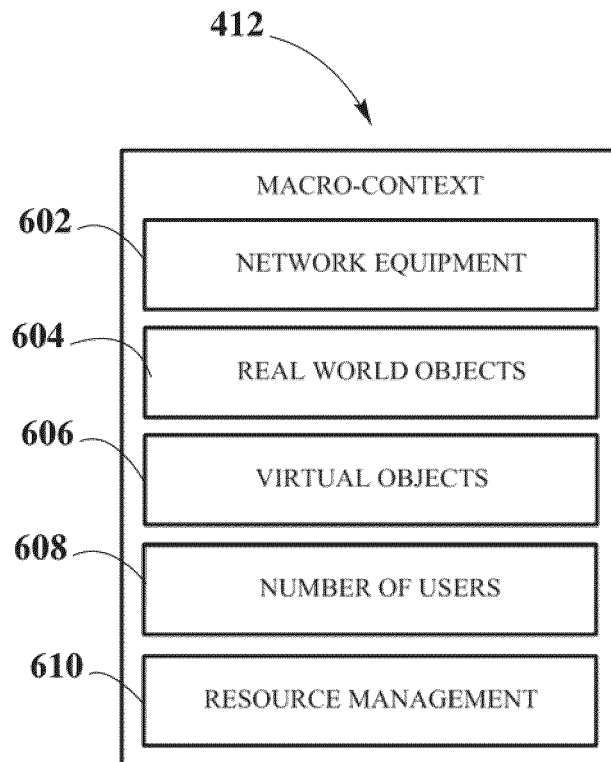 412
MACRO-CONTEXT
602
NETWORK EQUIPMENT
604
REAL WORLD OBJECTS
606
VIRTUAL OBJECTS
608
NUMBER OF USERS
610
RESOURCE MANAGEMENT